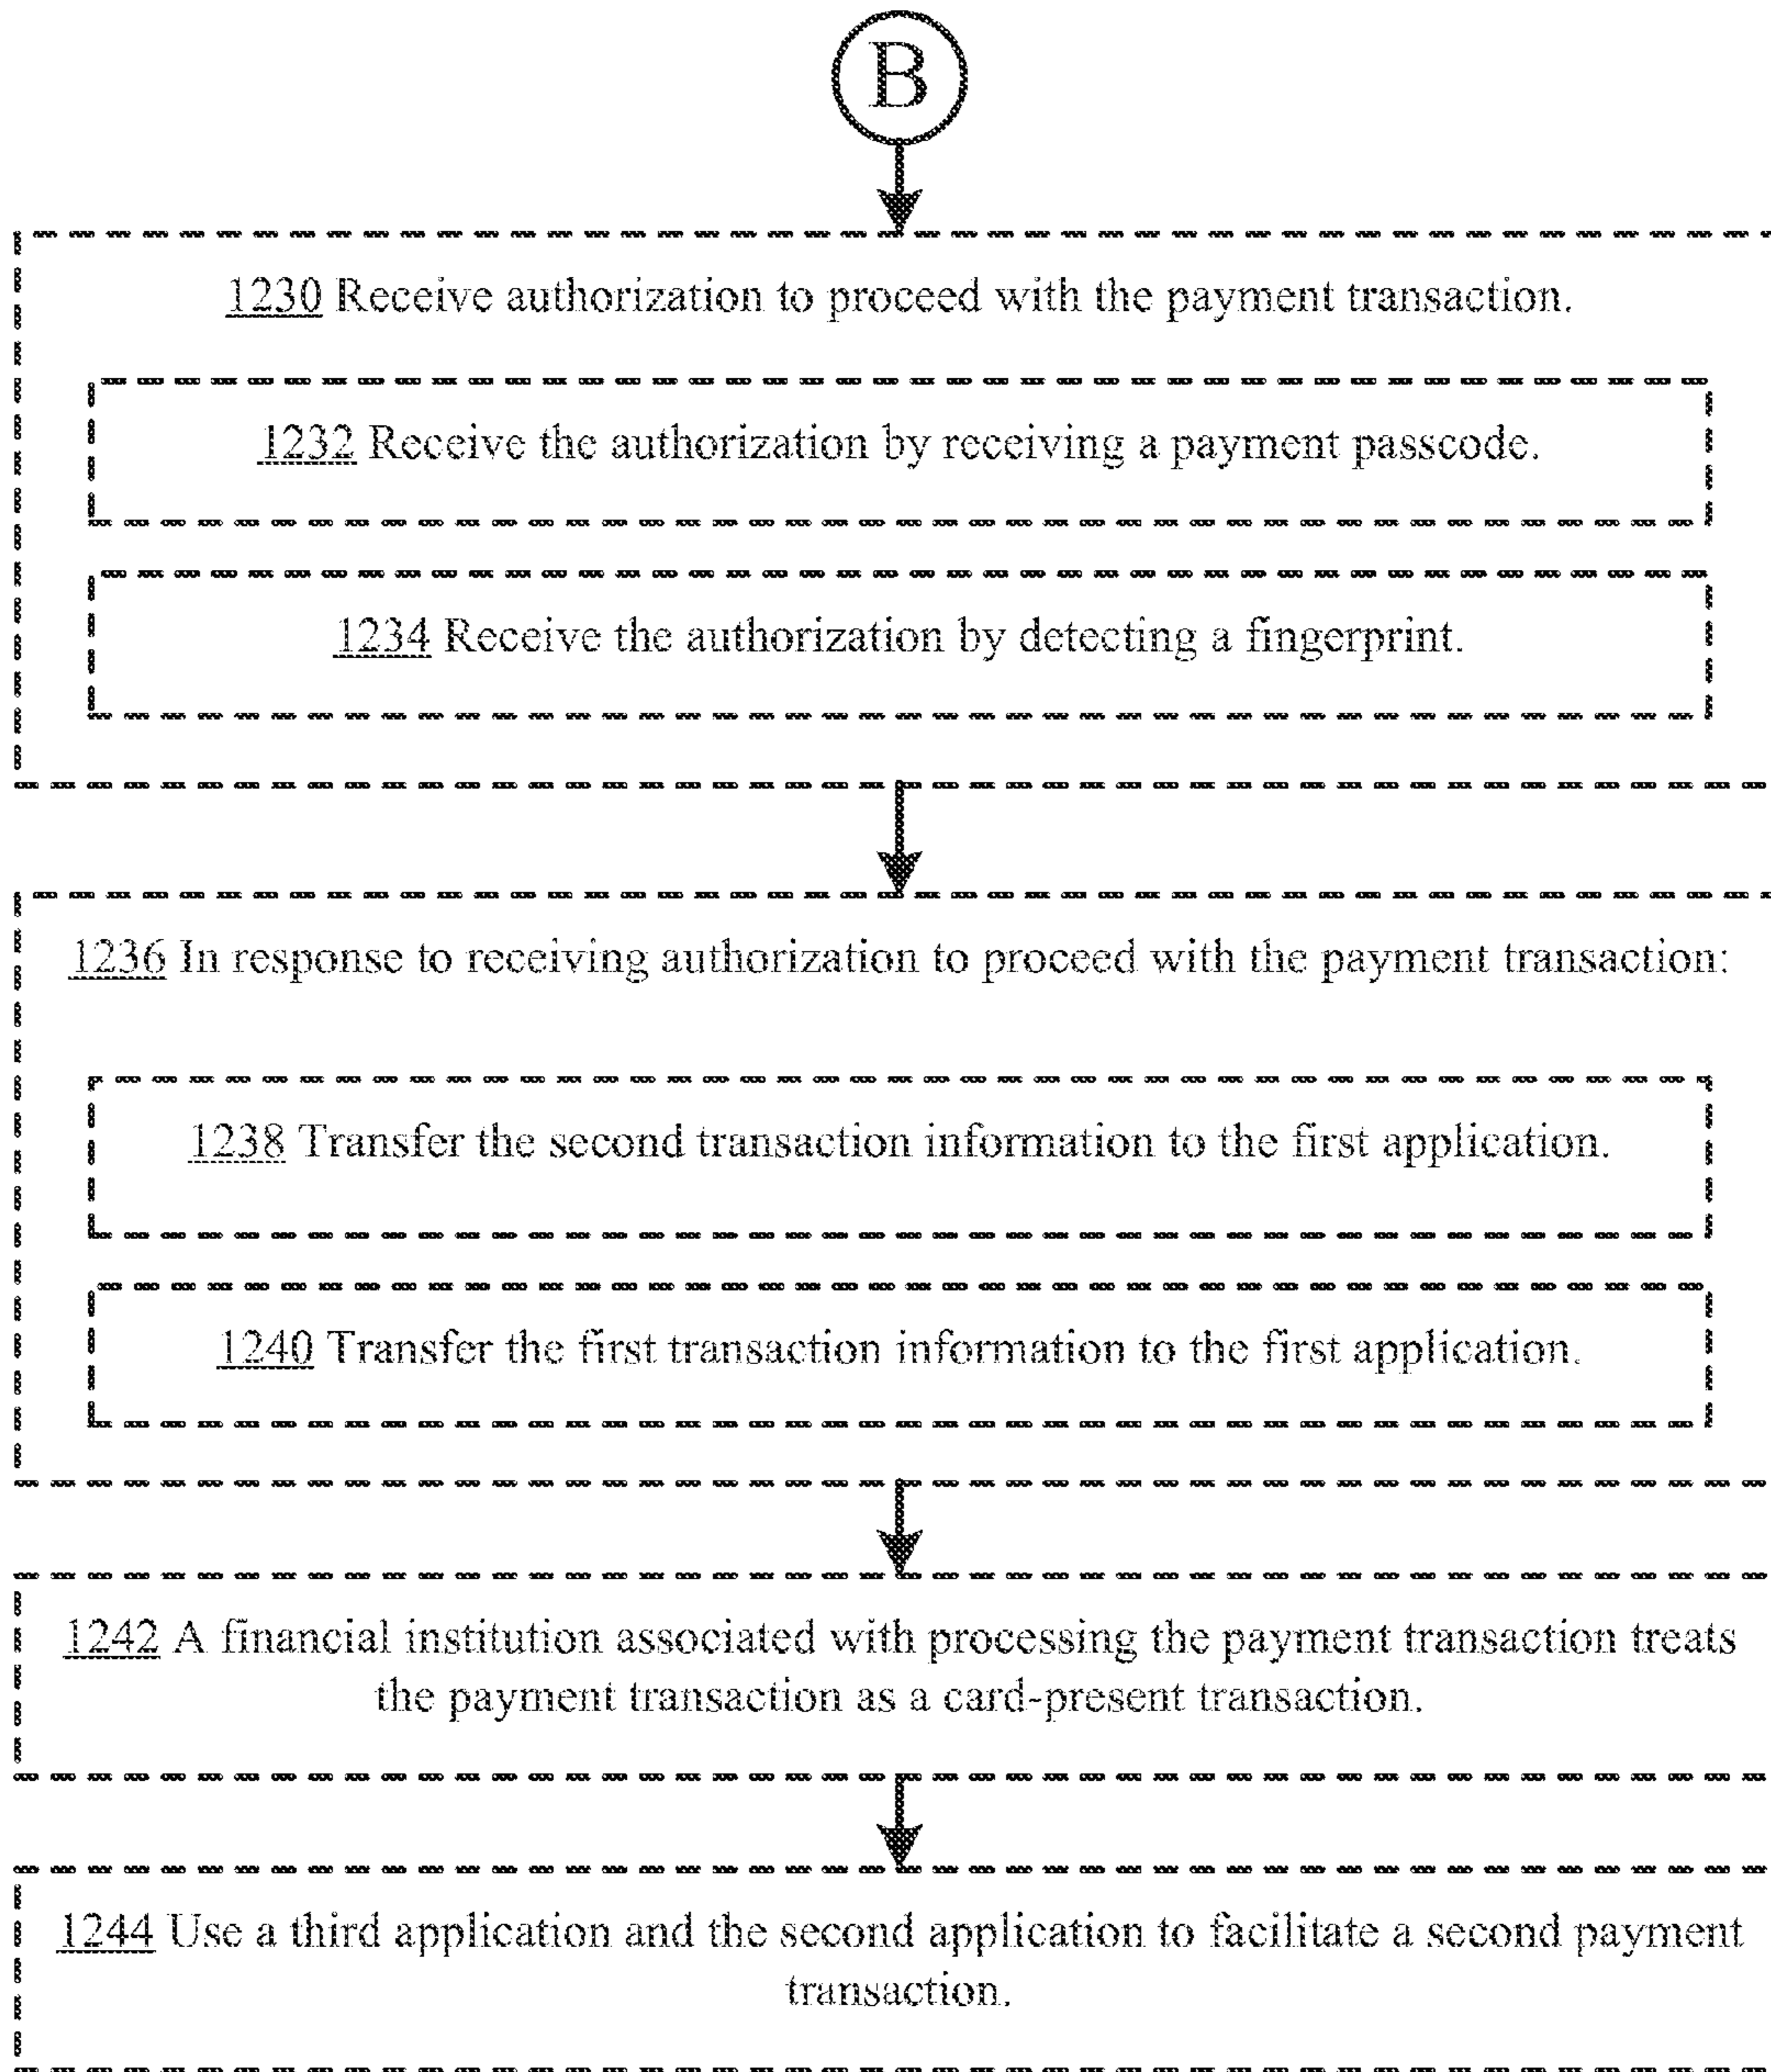 B
1230 Receive authorization to proceed with the payment transaction.
1232 Receive the authorization by receiving a payment passcode.
1234 Receive the authorization by detecting a fingerprint.
1236 In response to receiving authorization to proceed with the payment transaction:
1238 Transfer the second transaction information to the first application.
1240 Transfer the first transaction information to the first application.
1242 A financial institution associated with processing the payment transaction treats
the payment transaction as a card-present transaction.
1244 Use a third application and the second application to facilitate a second payment
transaction.